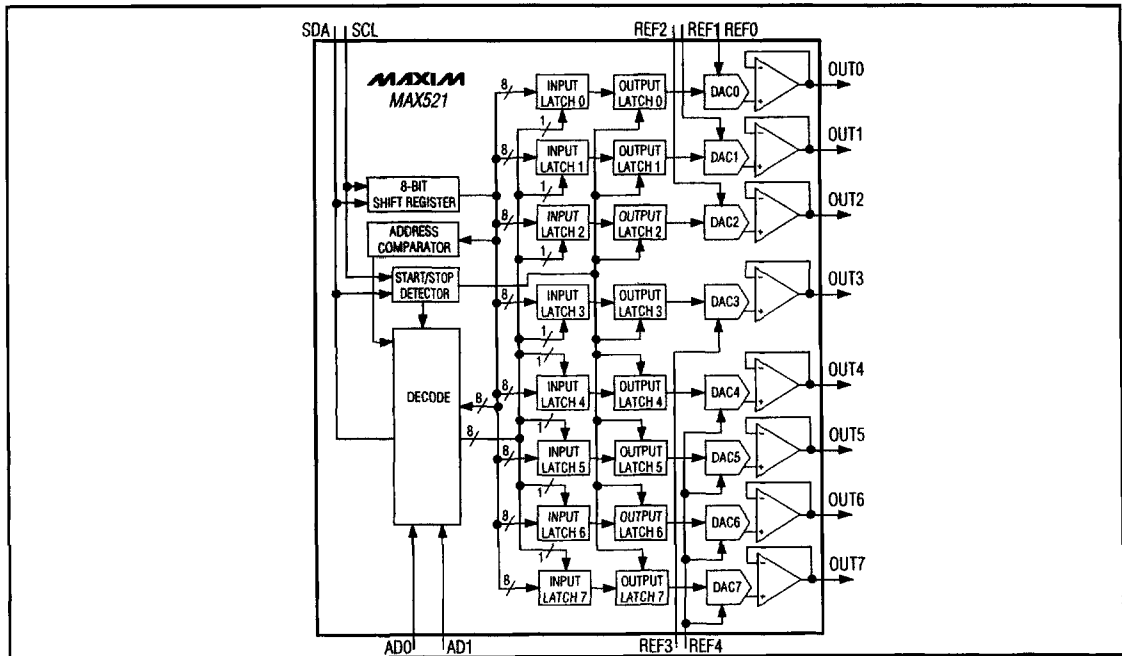 SDA SCL
REF2 REF1 REF0
MAXIM
MAX521
8-BIT
SHIFT REGISTER
ADDRESS
COMPARATOR
START/STOP
DETECTOR
DECODE
8
8
AD0 AD1
8
INPUT
LATCH 0
OUTPUT
LATCH 0
DAC0
-
+
OUT0
1
8
INPUT
LATCH 1
OUTPUT
LATCH 1
DAC1
-
+
OUT1
1
8
INPUT
LATCH 2
OUTPUT
LATCH 2
DAC2
-
+
OUT2
1
8
INPUT
LATCH 3
OUTPUT
LATCH 3
DAC3
-
+
OUT3
1
1
8
INPUT
LATCH 4
OUTPUT
LATCH 4
DAC4
-
+
OUT4
1
8
INPUT
LATCH 5
OUTPUT
LATCH 5
DAC5
-
+
OUT5
1
8
INPUT
LATCH 6
OUTPUT
LATCH 6
DAC6
-
+
OUT6
1
8
INPUT
LATCH 7
OUTPUT
LATCH 7
DAC7
-
+
OUT7
REF3 REF4